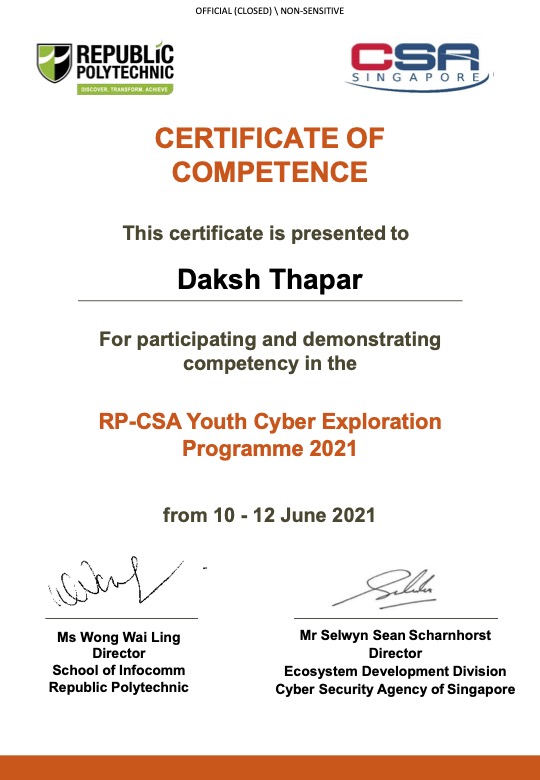 OFFICIAL (CLOSED) \ NON-SENSITIVE
REPUBLIC
POLYTECHNIC
DISCOVER. TRANSFORM. ACHIEVE
CSA
SINGAPORE
CERTIFICATE OF
COMPETENCE
This certificate is presented to
Daksh Thapar
For participating and demonstrating
competency in the
RP-CSA Youth Cyber Exploration
Programme 2021
from 10 - 12 June 2021
Ms Wong Wai Ling
Director
School of Infocomm
Republic Polytechnic
Mr Selwyn Sean Scharnhorst
Director
Ecosystem Development Division
Cyber Security Agency of Singapore